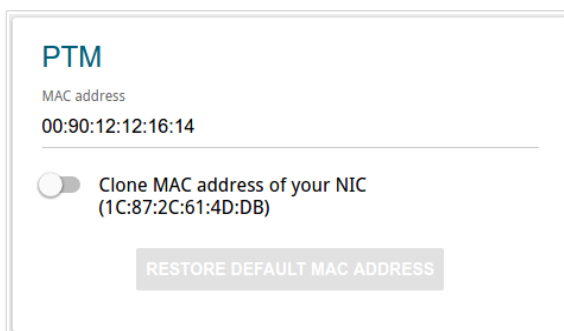 PTM
MAC address
00:90:12:12:16:14
Clone MAC address of your NIC
(1C:87:2C:61:4D:DB)
RESTORE DEFAULT MAC ADDRESS